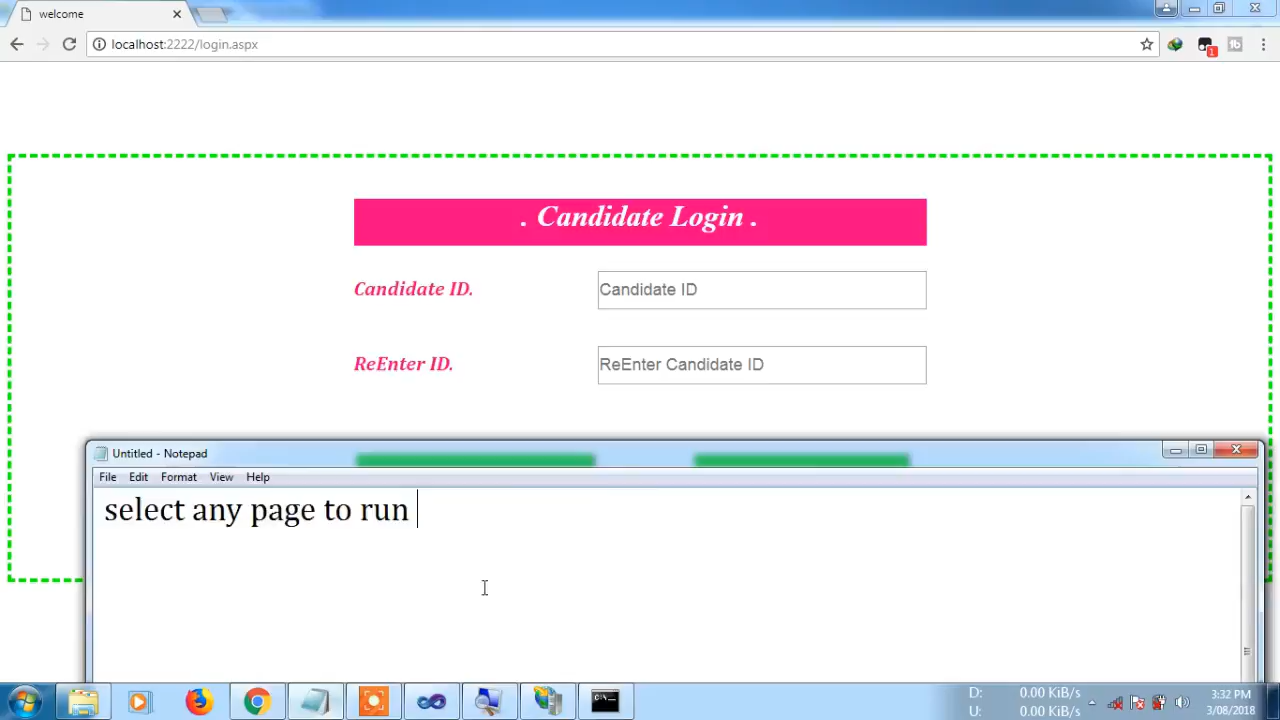 welcome
localhost:2222/login.aspx
1
. Candidate Login .
Candidate ID.
Candidate ID
ReEnter ID.
ReEnter Candidate ID
Untitled - Notepad
File Edit Format View Help
select any page to run
D: 0.00 KiB/s
U: 0.00 KiB/s
3:32 PM
3/08/2018